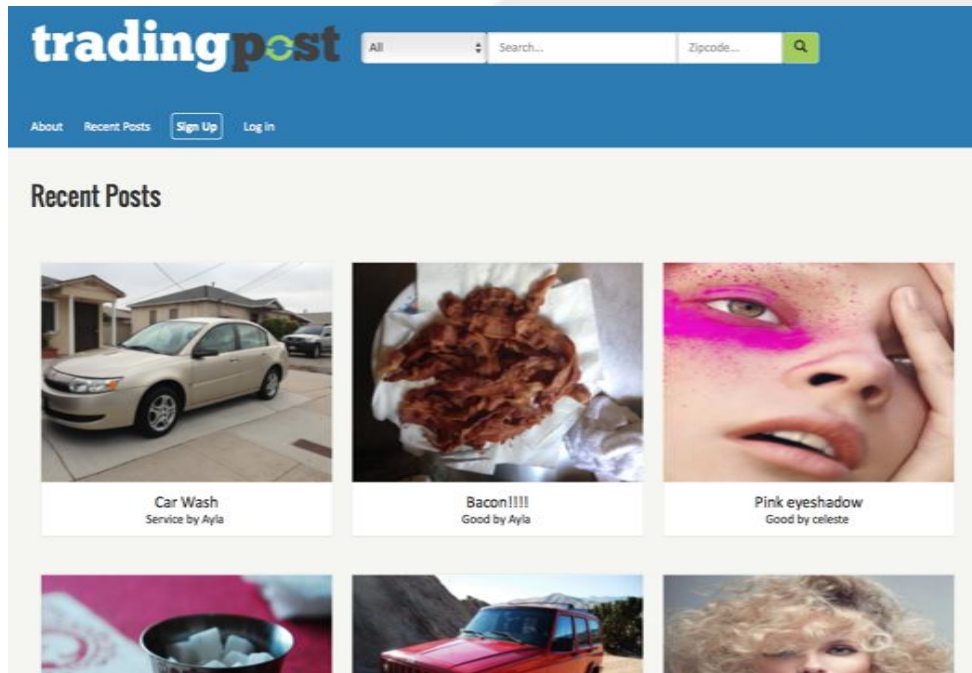 tradingpost
All
Search...
Zipcode...
About Recent Posts Sign Up Log in
Recent Posts
Car Wash
Service by Ayla
Bacon!!!!
Good by Ayla
Pink eyeshadow
Good by celeste